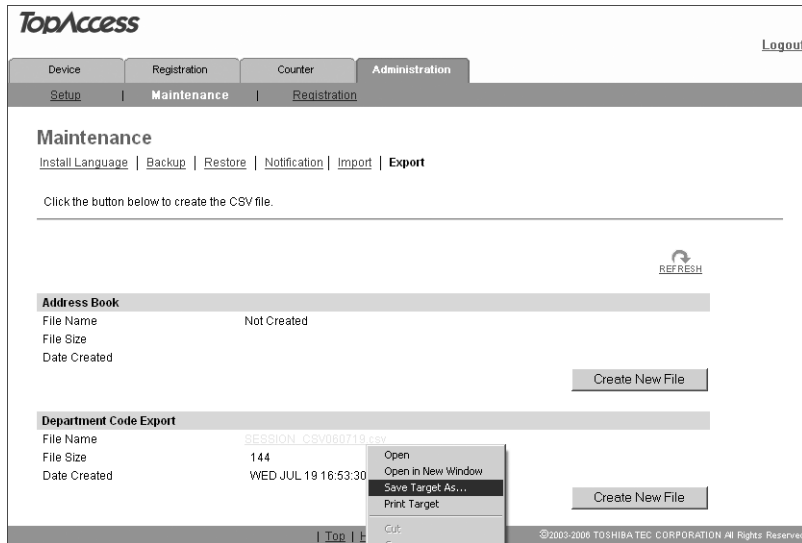 TopAccess
Logout
Device Registration Counter Administration
Setup | Maintenance | Registration
Maintenance
Install Language | Backup | Restore | Notification | Import | Export
Click the button below to create the CSV file.
REFRESH
Address Book
File Name Not Created
File Size
Date Created
Create New File
Department Code Export
File Name SESSION_CSV060719.csv
File Size 144
Date Created WED JUL 19 16:53:30
Open
Open in New Window
Save Target As...
Print Target
Cut
Create New File
| Top |
©2003-2006 TOSHIBA TEC CORPORATION All Rights Reserved